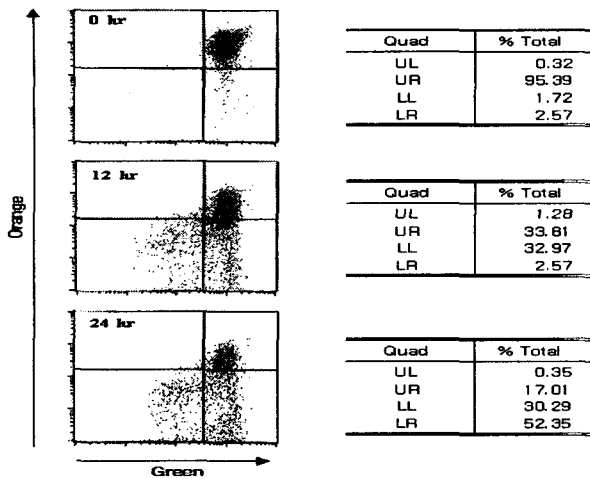 0 hr
Quad % Total
UL 0.32
UR 95.39
LL 1.72
LR 2.57
12 hr
Quad % Total
UL 1.28
UR 33.81
LL 32.97
LR 2.57
24 hr
Quad % Total
UL 0.35
UR 17.01
LL 30.29
LR 52.35
Orange
Green